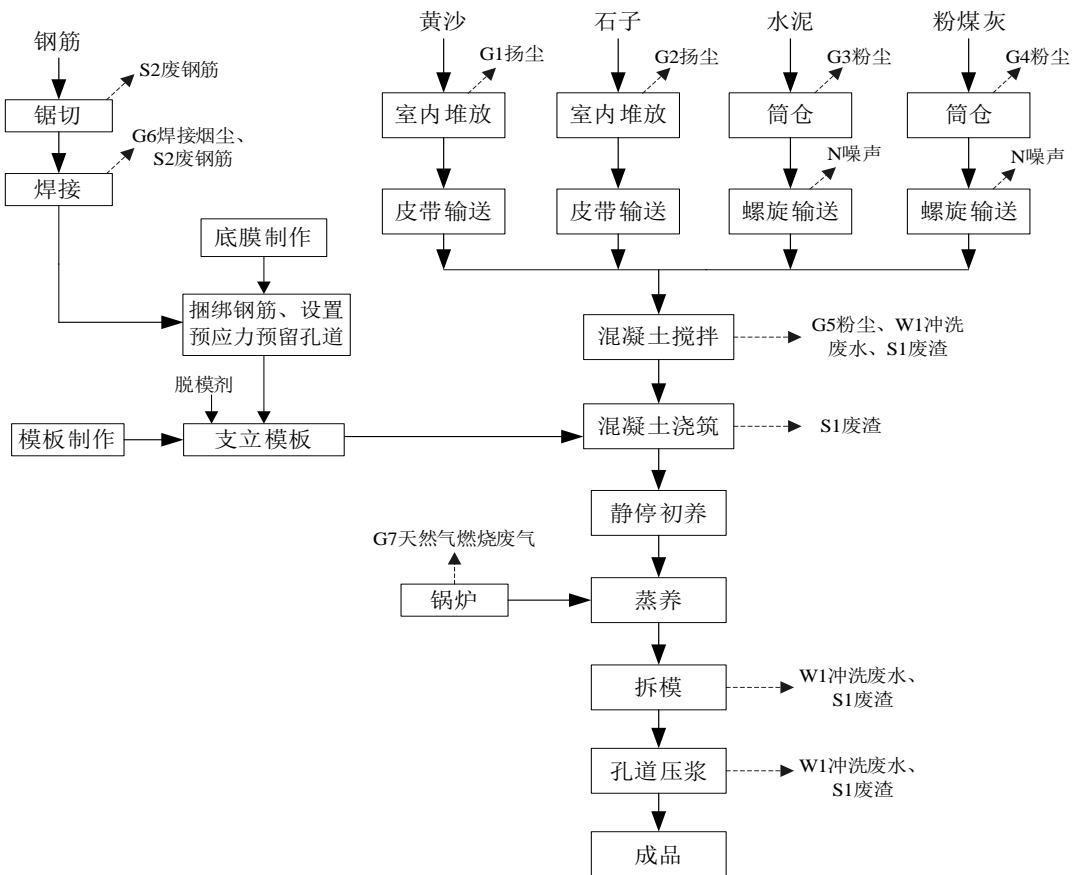 黄沙
石子
水泥
粉煤灰
钢筋
S2废钢筋
G1扬尘
G2扬尘
G3粉尘
G4粉尘
锯切
室内堆放
室内堆放
筒仓
筒仓
G6焊接烟尘、
S2废钢筋
N噪声
N噪声
焊接
皮带输送
皮带输送
螺旋输送
螺旋输送
底膜制作
捆绑钢筋、设置
预应力预留孔道
混凝土搅拌
G5粉尘、W1冲洗
废水、S1废渣
脱模剂
模板制作
支立模板
混凝土浇筑
S1废渣
静停初养
G7天然气燃烧废气
锅炉
蒸养
拆模
W1冲洗废水、
S1废渣
孔道压浆
W1冲洗废水、
S1废渣
成品